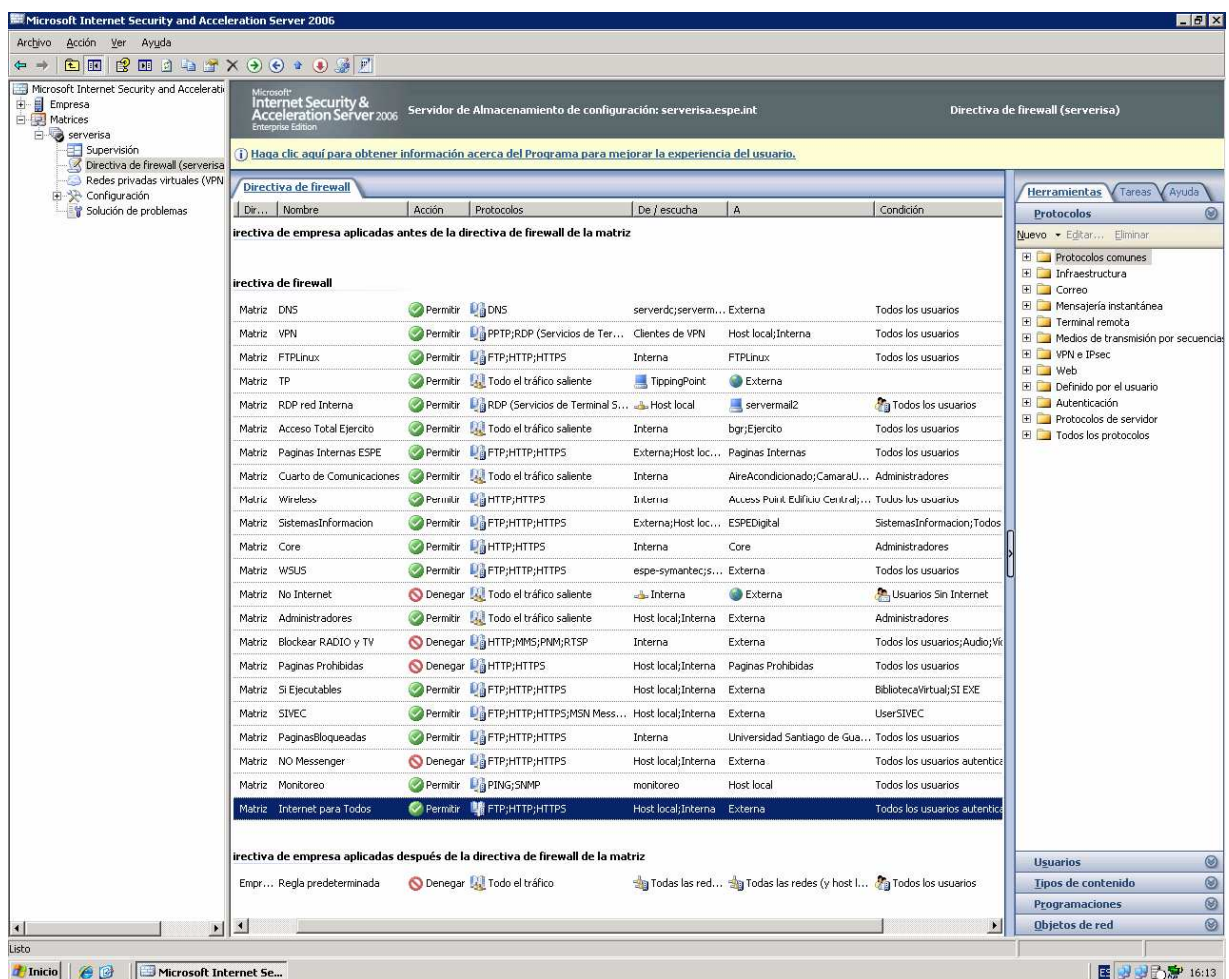 Microsoft Internet Security and Acceleration Server 2006
Archivo Acción Ver Ayuda
Microsoft Internet Security and Accelerati
Empresa
Matrices
serverisa
Supervisión
Directiva de firewall (serverisa
Redes privadas virtuales (VPN
Configuración
Solución de problemas
Microsoft
Internet Security &
Acceleration Server 2006
Enterprise Edition
Servidor de Almacenamiento de configuración: serverisa.espe.int
Directiva de firewall (serverisa)
Haga clic aquí para obtener información acerca del Programa para mejorar la experiencia del usuario.
Directiva de firewall
Dir... Nombre Acción Protocolos De / escucha A Condición
irectiva de empresa aplicadas antes de la directiva de firewall de la matriz
irectiva de firewall
Matriz DNS Permitir DNS serverdc;serverm... Externa Todos los usuarios
Matriz VPN Permitir PPTP;RDP (Servicios de Ter... Clientes de VPN Host local;Interna Todos los usuarios
Matriz FTPLinux Permitir FTP;HTTP;HTTPS Interna FTPLinux Todos los usuarios
Matriz TP Permitir Todo el tráfico saliente TippingPoint Externa
Matriz RDP red Interna Permitir RDP (Servicios de Terminal S... Host local servermail2 Todos los usuarios
Matriz Acceso Total Ejercito Permitir Todo el tráfico saliente Interna bgr;Ejercito Todos los usuarios
Matriz Paginas Internas ESPE Permitir FTP;HTTP;HTTPS Externa;Host loc... Paginas Internas Todos los usuarios
Matriz Cuarto de Comunicaciones Permitir Todo el tráfico saliente Interna AireAcondicionado;CamaraU... Administradores
Matriz Wireless Permitir HTTP;HTTPS Interna Access Point Edificio Central;... Todos los usuarios
Matriz SistemasInformacion Permitir FTP;HTTP;HTTPS Externa;Host loc... ESPEDigital SistemasInformacion;Todos
Matriz Core Permitir HTTP;HTTPS Interna Core Administradores
Matriz WSUS Permitir FTP;HTTP;HTTPS espe-symantec;s... Externa Todos los usuarios
Matriz No Internet Denegar Todo el tráfico saliente Interna Externa Usuarios Sin Internet
Matriz Administradores Permitir Todo el tráfico saliente Host local;Interna Externa Administradores
Matriz Blockear RADIO y TV Denegar HTTP;MMS;PNM;RTSP Interna Externa Todos los usuarios;Audio;Vi
Matriz Paginas Prohibidas Denegar HTTP;HTTPS Host local;Interna Paginas Prohibidas Todos los usuarios
Matriz Si Ejecutables Permitir FTP;HTTP;HTTPS Host local;Interna Externa BibliotecaVirtual;SI EXE
Matriz SIVEC Permitir FTP;HTTP;HTTPS;MSN Mess... Host local;Interna Externa UserSIVEC
Matriz PaginasBloqueadas Permitir FTP;HTTP;HTTPS Interna Universidad Santiago de Gua... Todos los usuarios
Matriz NO Messenger Denegar FTP;HTTP;HTTPS Host local;Interna Externa Todos los usuarios autentica
Matriz Monitoreo Permitir PING;SNMP monitoreo Host local Todos los usuarios
Matriz Internet para Todos Permitir FTP;HTTP;HTTPS Host local;Interna Externa Todos los usuarios autentica
irectiva de empresa aplicadas después de la directiva de firewall de la matriz
Empr... Regla predeterminada Denegar Todo el tráfico Todas las red... Todas las redes (y host l... Todos los usuarios
Herramientas Tareas Ayuda
Protocolos
Nuevo Editar... Eliminar
Protocolos comunes
Infraestructura
Correo
Mensajería instantánea
Terminal remota
Medios de transmisión por secuencia
VPN e IPsec
Web
Definido por el usuario
Autenticación
Protocolos de servidor
Todos los protocolos
Usuarios
Tipos de contenido
Programaciones
Objetos de red
Listo
Inicio Microsoft Internet Se... ES 16:13